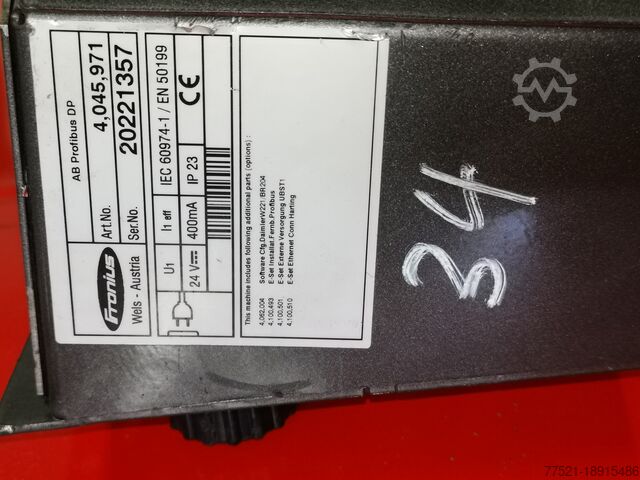 AB Profibus DP
Fronius
Wels - Austria
Art.No. 4,045,971
Ser.No. 20221357
U1 I1 eff IEC 60974-1 / EN 50199
24 V 400mA IP 23 CE
This machine includes following additional parts (options) :
4,062,004 Software Cfg.DaimlerW221/BR204
4,100,493 E-Set Installat.Fernb.Profibus
4,100,501 E-Set Externe Versorgung UBST1
4,100,510 E-Set Ethernet Conn Harting
34
77521-18915486